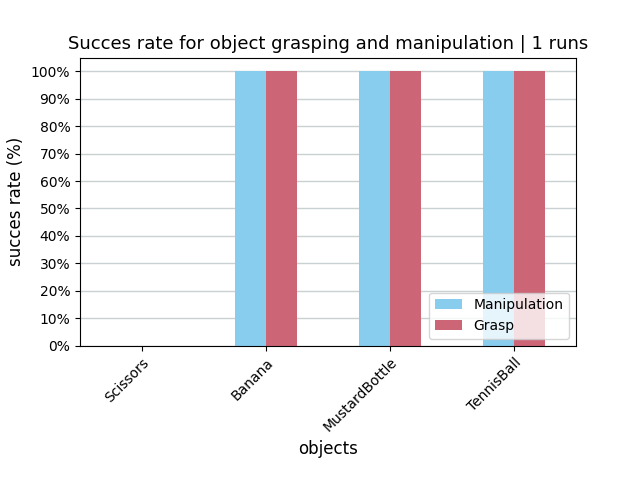 Succes rate for object grasping and manipulation | 1 runs
succes rate (%)
100%
90%
80%
70%
60%
50%
40%
30%
20%
10%
0%
Manipulation
Grasp
Scissors
Banana
MustardBottle
TennisBall
objects